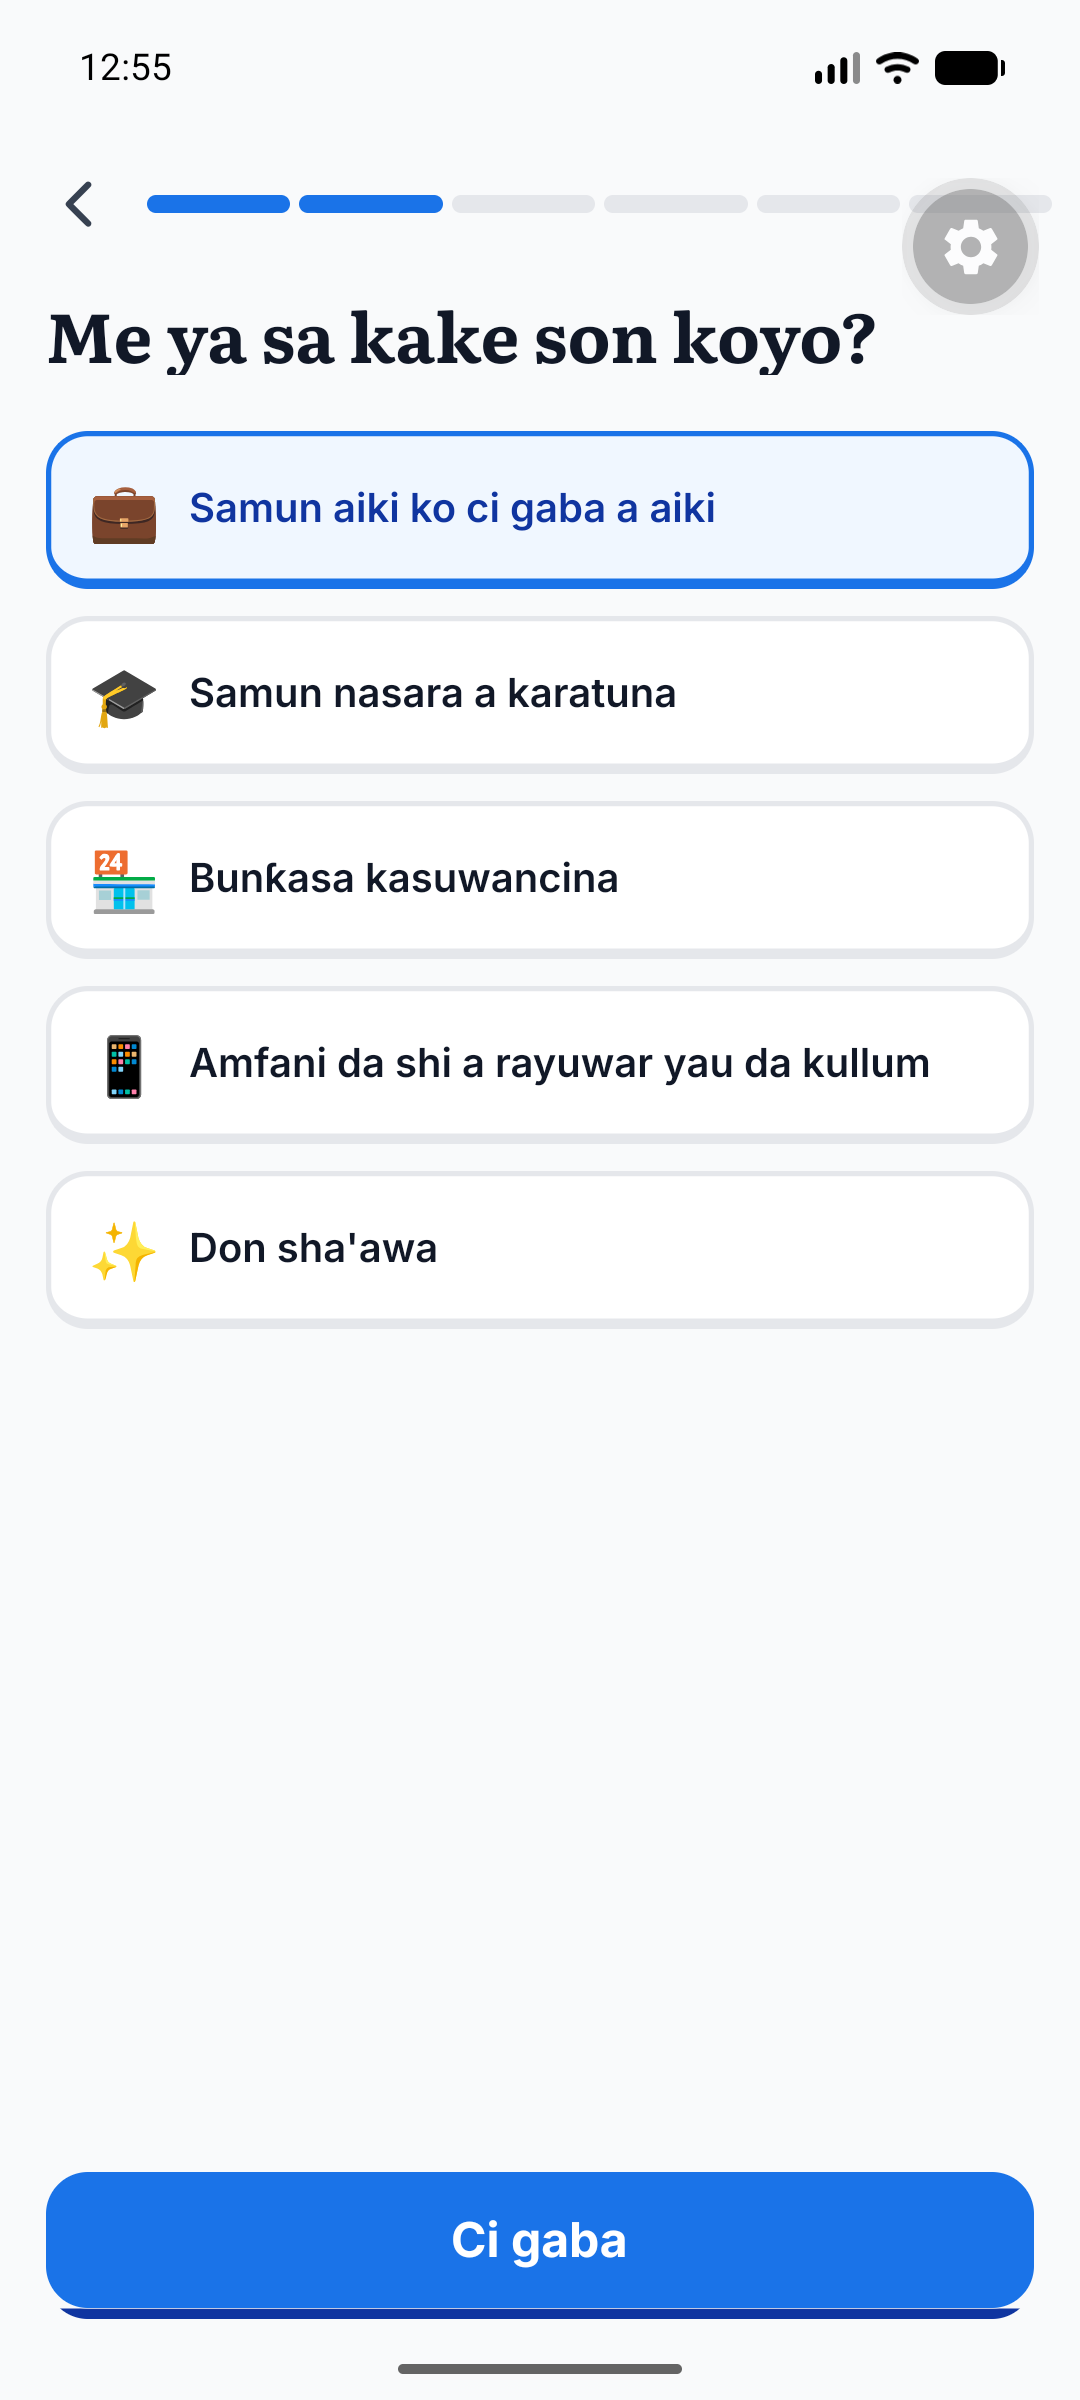 12:55
Me ya sa kake son koyo?
Samun aiki ko ci gaba a aiki
Samun nasara a karatuna
24
Bunƙasa kasuwancina
Amfani da shi a rayuwar yau da kullum
Don sha'awa
Ci gaba